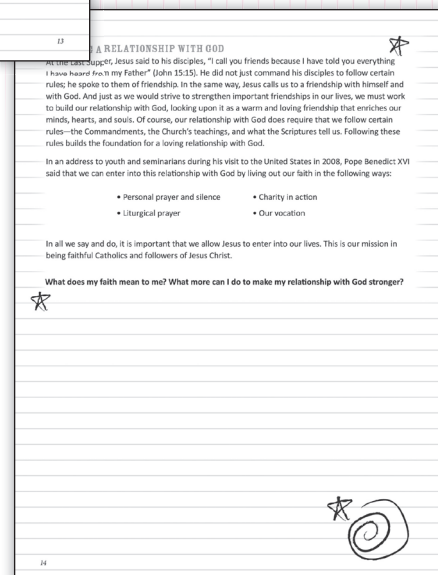 13
A RELATIONSHIP WITH GOD
At the Last Supper, Jesus said to his disciples, “I call you friends because I have told you everything
I have heard from my Father” (John 15:15). He did not just command his disciples to follow certain
rules; he spoke to them of friendship. In the same way, Jesus calls us to a friendship with himself and
with God. And just as we would strive to strengthen important friendships in our lives, we must work
to build our relationship with God, looking upon it as a warm and loving friendship that enriches our
minds, hearts, and souls. Of course, our relationship with God does require that we follow certain
rules—the Commandments, the Church’s teachings, and what the Scriptures tell us. Following these
rules builds the foundation for a loving relationship with God.
In an address to youth and seminarians during his visit to the United States in 2008, Pope Benedict XVI
said that we can enter into this relationship with God by living out our faith in the following ways:
• Personal prayer and silence • Charity in action
• Liturgical prayer • Our vocation
In all we say and do, it is important that we allow Jesus to enter into our lives. This is our mission in
being faithful Catholics and followers of Jesus Christ.
What does my faith mean to me? What more can I do to make my relationship with God stronger?
14